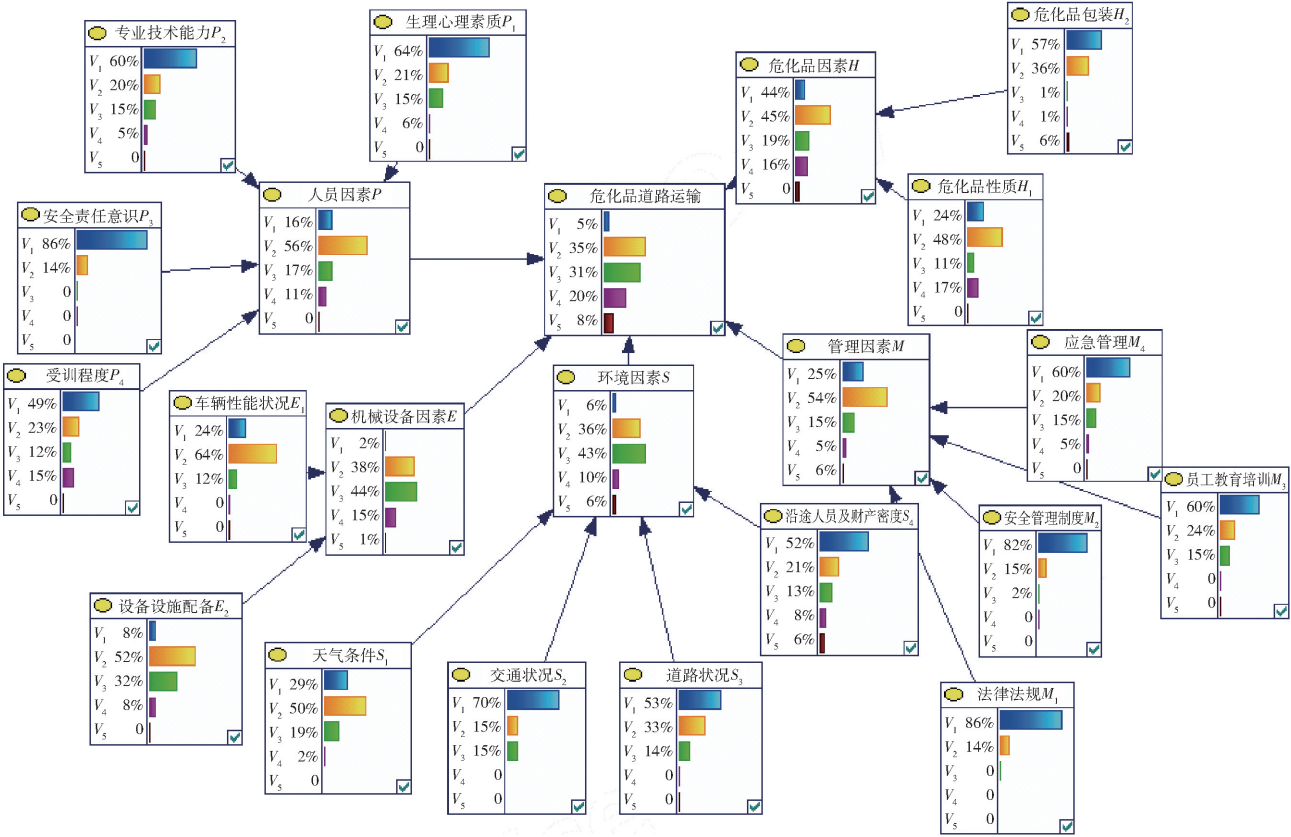 专业技术能力P₂
V₁ 60%
V₂ 20%
V₃ 15%
V₄ 5%
V₅ 0
生理心理素质P₁
V₁ 64%
V₂ 21%
V₃ 15%
V₄ 6%
V₅ 0
危化品因素H
V₁ 44%
V₂ 45%
V₃ 19%
V₄ 16%
V₅ 0
危化品包装H₂
V₁ 57%
V₂ 36%
V₃ 1%
V₄ 1%
V₅ 6%
安全责任意识P₃
V₁ 86%
V₂ 14%
V₃ 0
V₄ 0
V₅ 0
人员因素P
V₁ 16%
V₂ 56%
V₃ 17%
V₄ 11%
V₅ 0
危化品道路运输
V₁ 5%
V₂ 35%
V₃ 31%
V₄ 20%
V₅ 8%
危化品性质H₁
V₁ 24%
V₂ 48%
V₃ 11%
V₄ 17%
V₅ 0
受训程度P₄
V₁ 49%
V₂ 23%
V₃ 12%
V₄ 15%
V₅ 0
车辆性能状况E₁
V₁ 24%
V₂ 64%
V₃ 12%
V₄ 0
V₅ 0
机械设备因素E
V₁ 2%
V₂ 38%
V₃ 44%
V₄ 15%
V₅ 1%
环境因素S
V₁ 6%
V₂ 36%
V₃ 43%
V₄ 10%
V₅ 6%
管理因素M
V₁ 25%
V₂ 54%
V₃ 15%
V₄ 5%
V₅ 6%
应急管理M₄
V₁ 60%
V₂ 20%
V₃ 15%
V₄ 5%
V₅ 0
员工教育培训M₃
V₁ 60%
V₂ 24%
V₃ 15%
V₄ 0
V₅ 0
沿途人员及财产密度S₄
V₁ 52%
V₂ 21%
V₃ 13%
V₄ 8%
V₅ 6%
安全管理制度M₂
V₁ 82%
V₂ 15%
V₃ 2%
V₄ 0
V₅ 0
设备设施配备E₂
V₁ 8%
V₂ 52%
V₃ 32%
V₄ 8%
V₅ 0
天气条件S₁
V₁ 29%
V₂ 50%
V₃ 19%
V₄ 2%
V₅ 0
交通状况S₂
V₁ 70%
V₂ 15%
V₃ 15%
V₄ 0
V₅ 0
道路状况S₃
V₁ 53%
V₂ 33%
V₃ 14%
V₄ 0
V₅ 0
法律法规M₁
V₁ 86%
V₂ 14%
V₃ 0
V₄ 0
V₅ 0